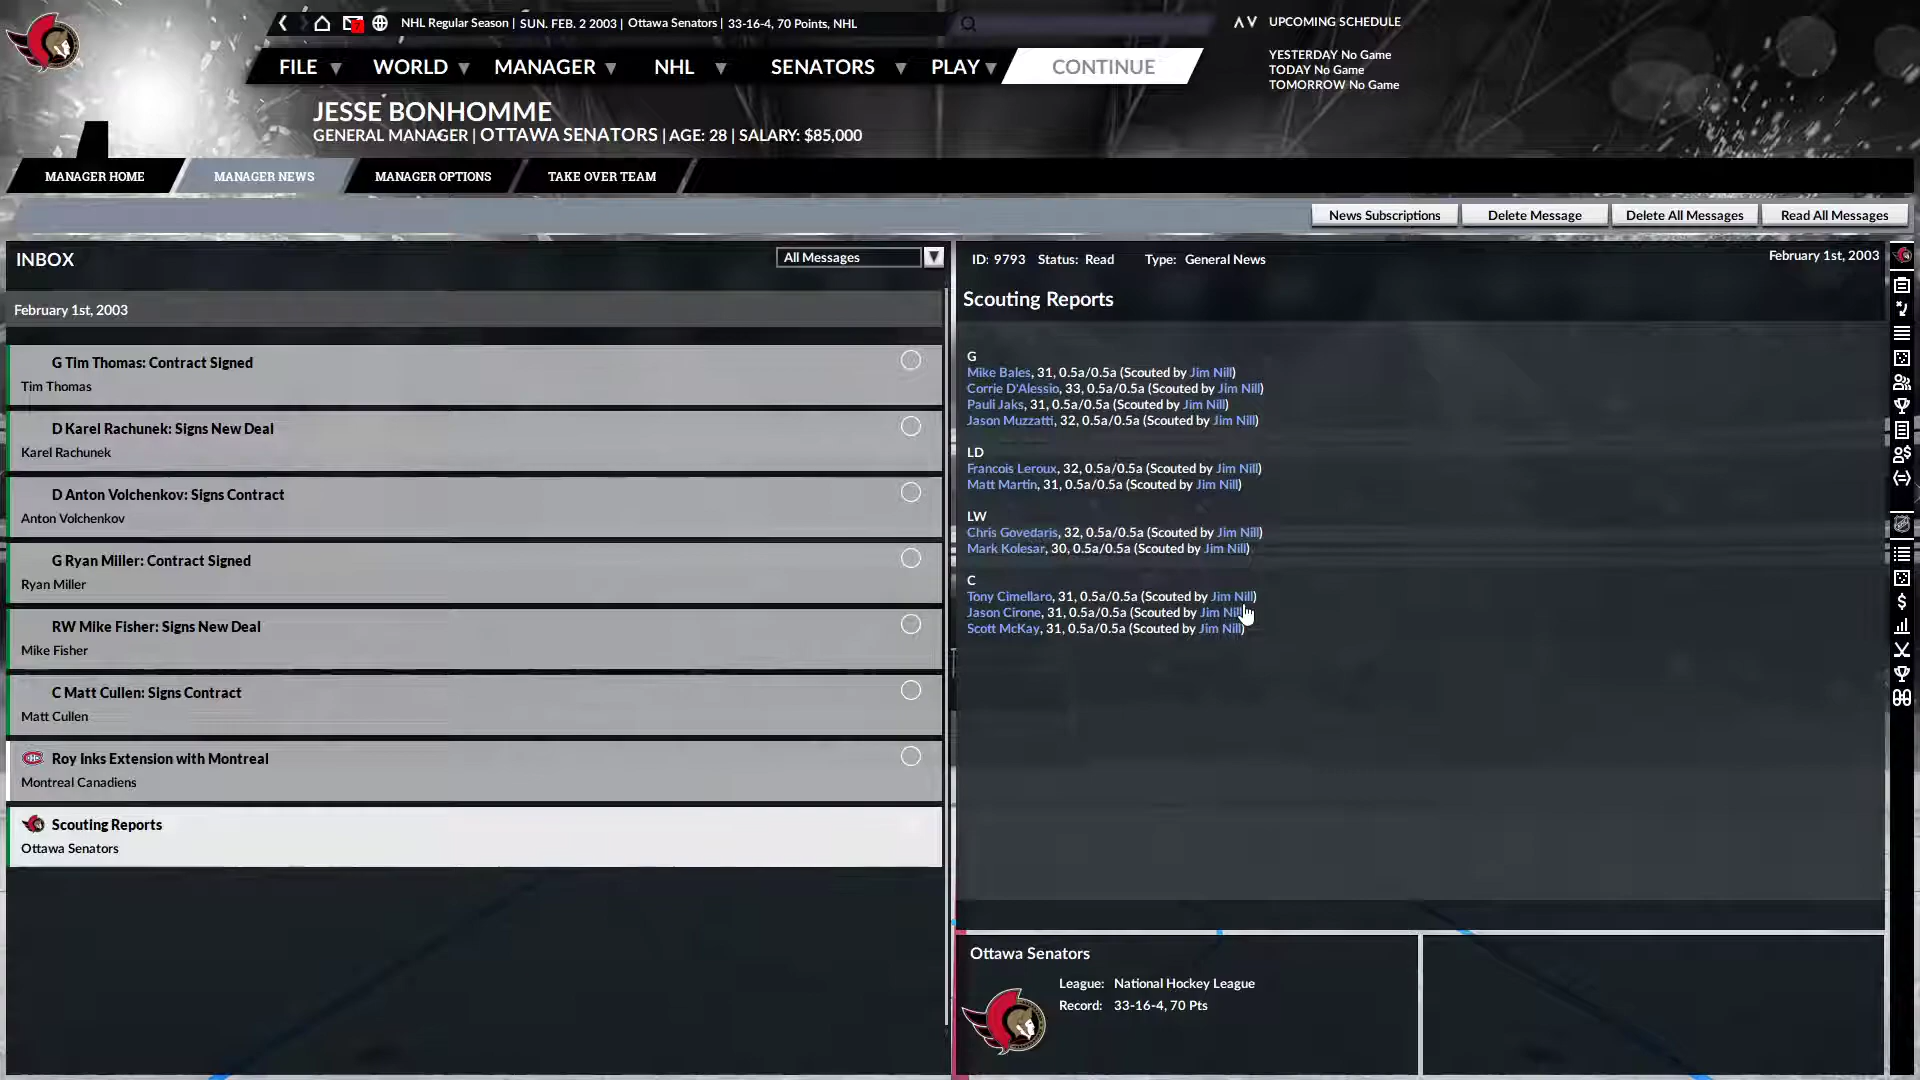 NHL Regular Season | SUN. FEB. 2 2003 | Ottawa Senators | 33-16-4, 70 Points, NHL
UPCOMING SCHEDULE
YESTERDAY No Game
TODAY No Game
TOMORROW No Game
FILE WORLD MANAGER NHL SENATORS PLAY CONTINUE
JESSE BONHOMME
GENERAL MANAGER | OTTAWA SENATORS | AGE: 28 | SALARY: $85,000
MANAGER HOME MANAGER NEWS MANAGER OPTIONS TAKE OVER TEAM
News Subscriptions Delete Message Delete All Messages Read All Messages
INBOX
All Messages
February 1st, 2003
G Tim Thomas: Contract Signed
Tim Thomas
D Karel Rachunek: Signs New Deal
Karel Rachunek
D Anton Volchenkov: Signs Contract
Anton Volchenkov
G Ryan Miller: Contract Signed
Ryan Miller
RW Mike Fisher: Signs New Deal
Mike Fisher
C Matt Cullen: Signs Contract
Matt Cullen
Roy Inks Extension with Montreal
Montreal Canadiens
Scouting Reports
Ottawa Senators
ID: 9793 Status: Read Type: General News
February 1st, 2003
Scouting Reports
G
Mike Bales, 31, 0.5a/0.5a (Scouted by Jim Nill)
Corrie D'Alessio, 33, 0.5a/0.5a (Scouted by Jim Nill)
Pauli Jaks, 31, 0.5a/0.5a (Scouted by Jim Nill)
Jason Muzzatti, 32, 0.5a/0.5a (Scouted by Jim Nill)
LD
Francois Leroux, 32, 0.5a/0.5a (Scouted by Jim Nill)
Matt Martin, 31, 0.5a/0.5a (Scouted by Jim Nill)
LW
Chris Govedaris, 32, 0.5a/0.5a (Scouted by Jim Nill)
Mark Kolesar, 30, 0.5a/0.5a (Scouted by Jim Nill)
C
Tony Cimellaro, 31, 0.5a/0.5a (Scouted by Jim Nill)
Jason Cirone, 31, 0.5a/0.5a (Scouted by Jim Nill
Scott McKay, 31, 0.5a/0.5a (Scouted by Jim Nill)
Ottawa Senators
League: National Hockey League
Record: 33-16-4, 70 Pts